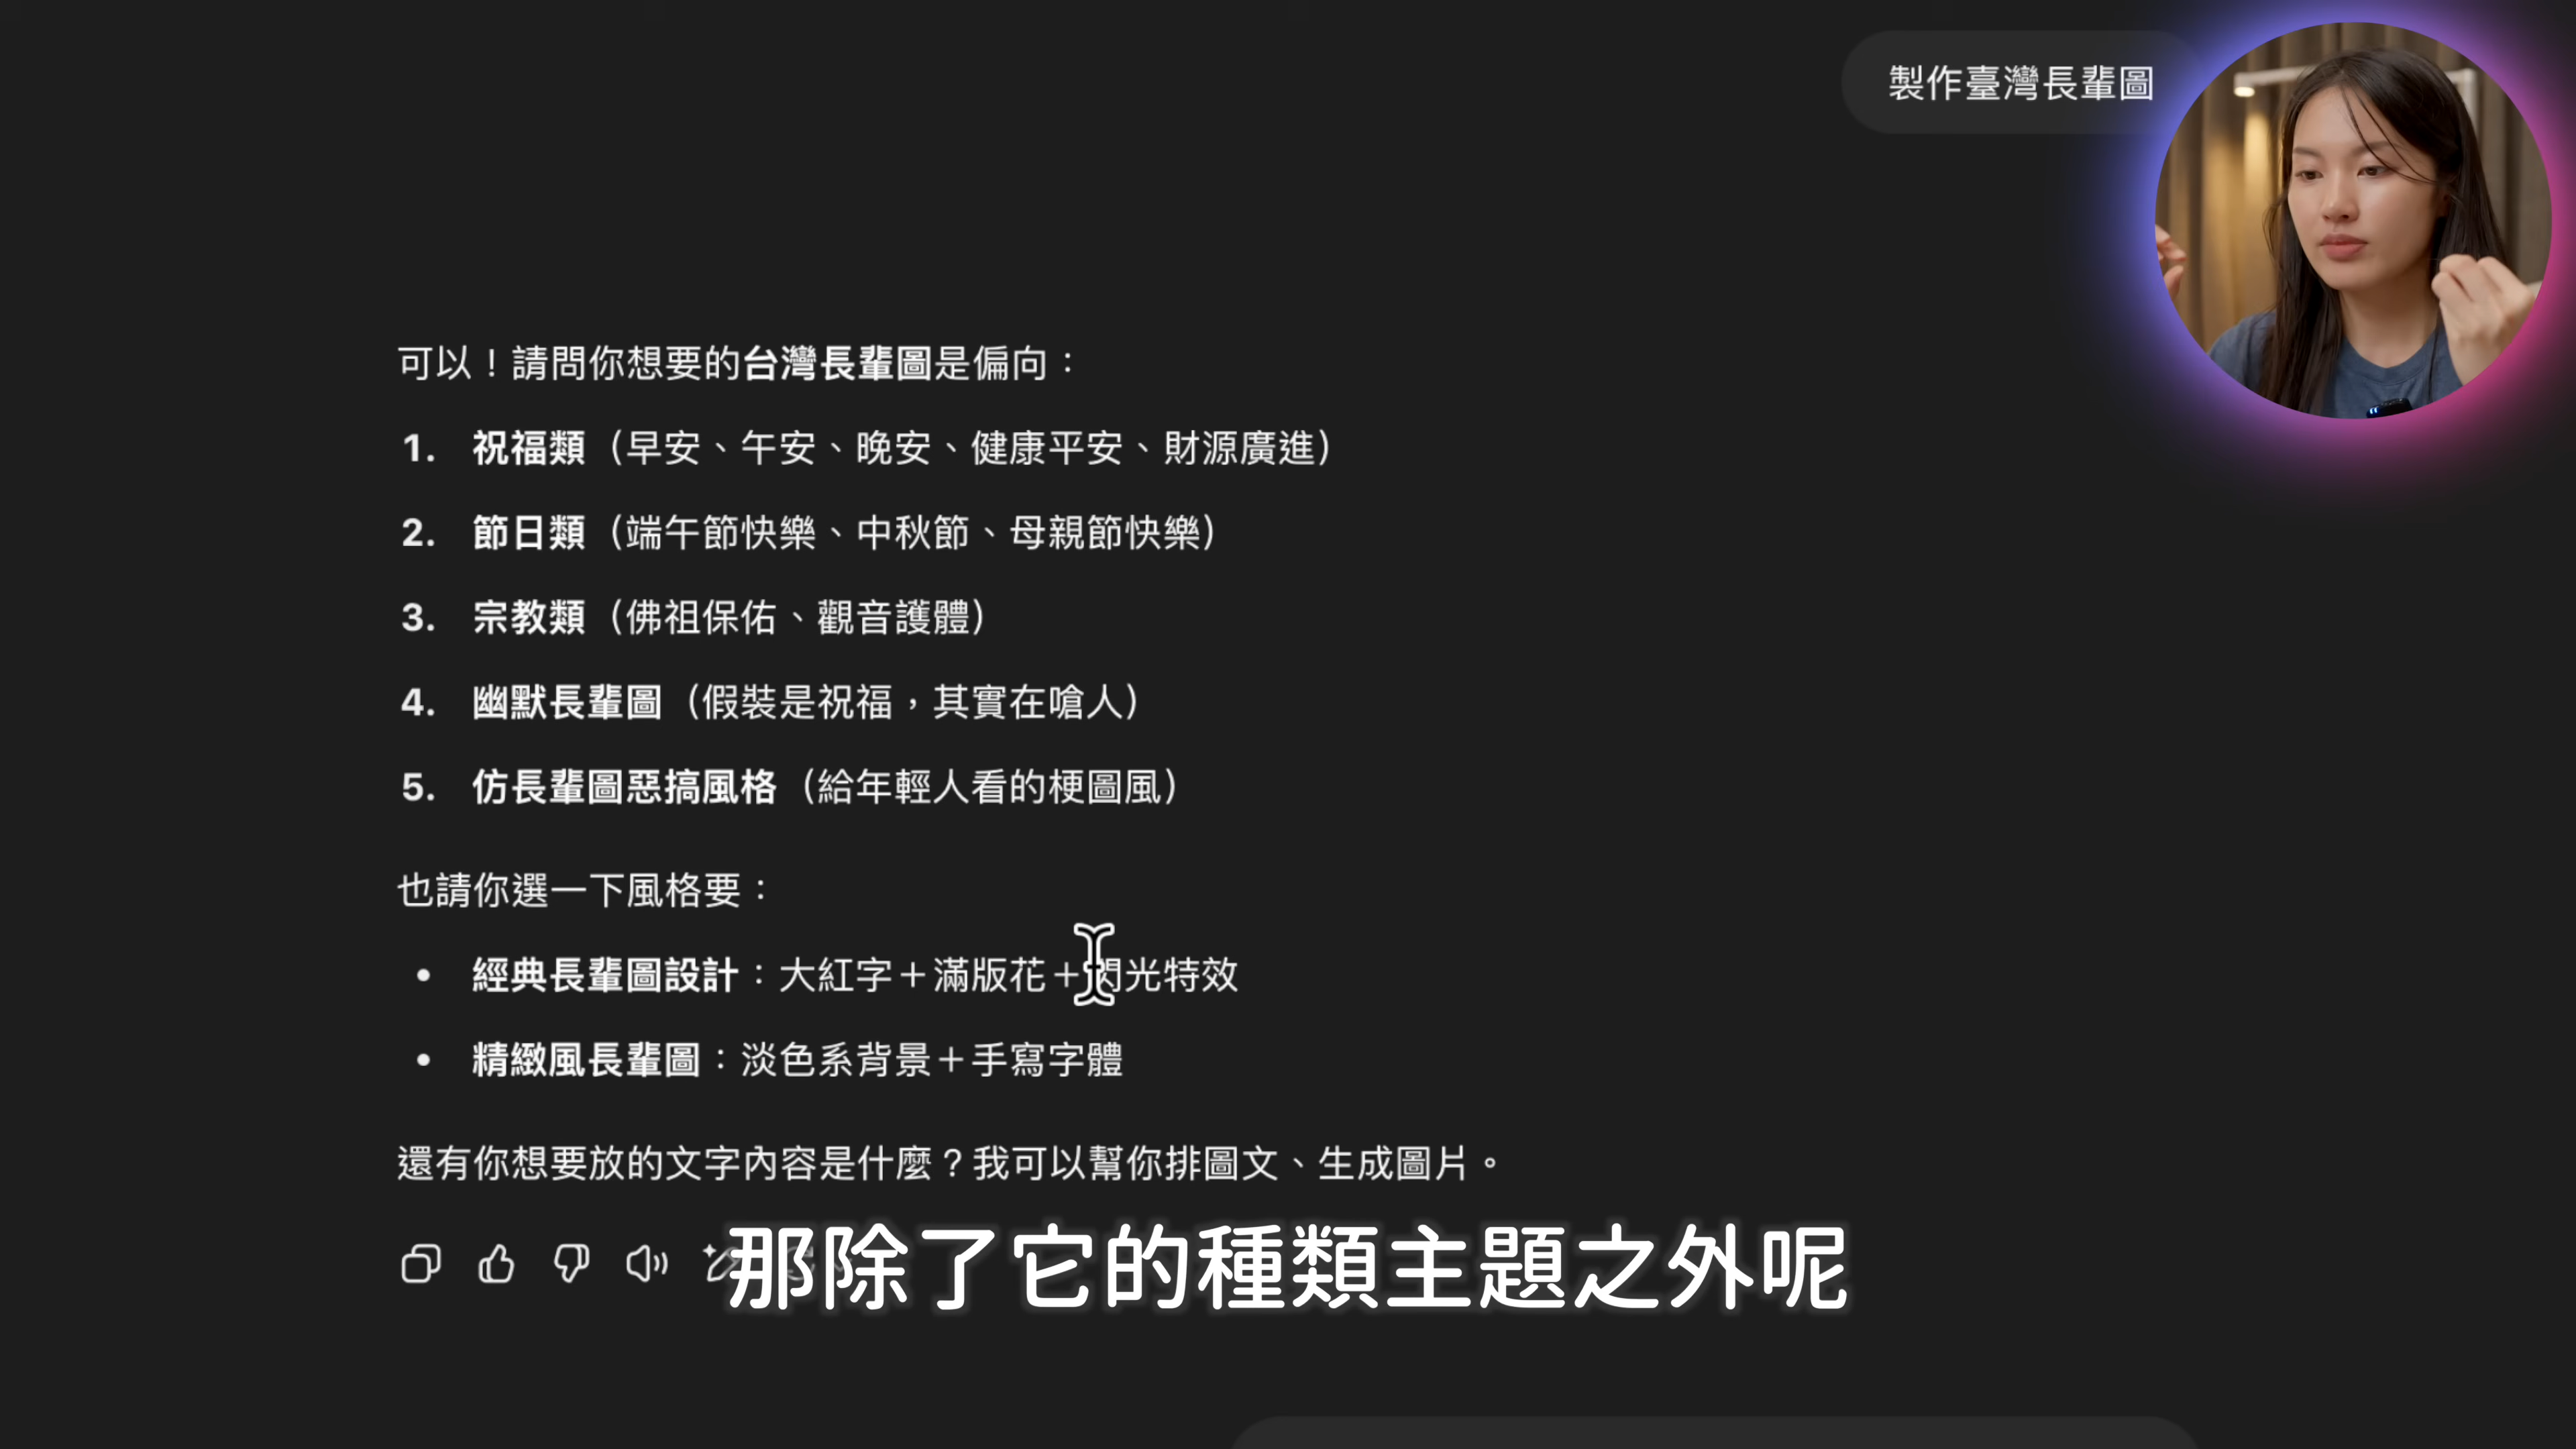 製作臺灣長輩圖
可以！請問你想要的台灣長輩圖是偏向：
1. 祝福類（早安、午安、晚安、健康平安、財源廣進）
2. 節日類（端午節快樂、中秋節、母親節快樂）
3. 宗教類（佛祖保佑、觀音護體）
4. 幽默長輩圖（假裝是祝福，其實在嗆人）
5. 仿長輩圖惡搞風格（給年輕人看的梗圖風）
也請你選一下風格要：
• 經典長輩圖設計：大紅字＋滿版花＋閃光特效
• 精緻風長輩圖：淡色系背景＋手寫字體
還有你想要放的文字內容是什麼？我可以幫你排圖文、生成圖片。
那除了它的種類主題之外呢